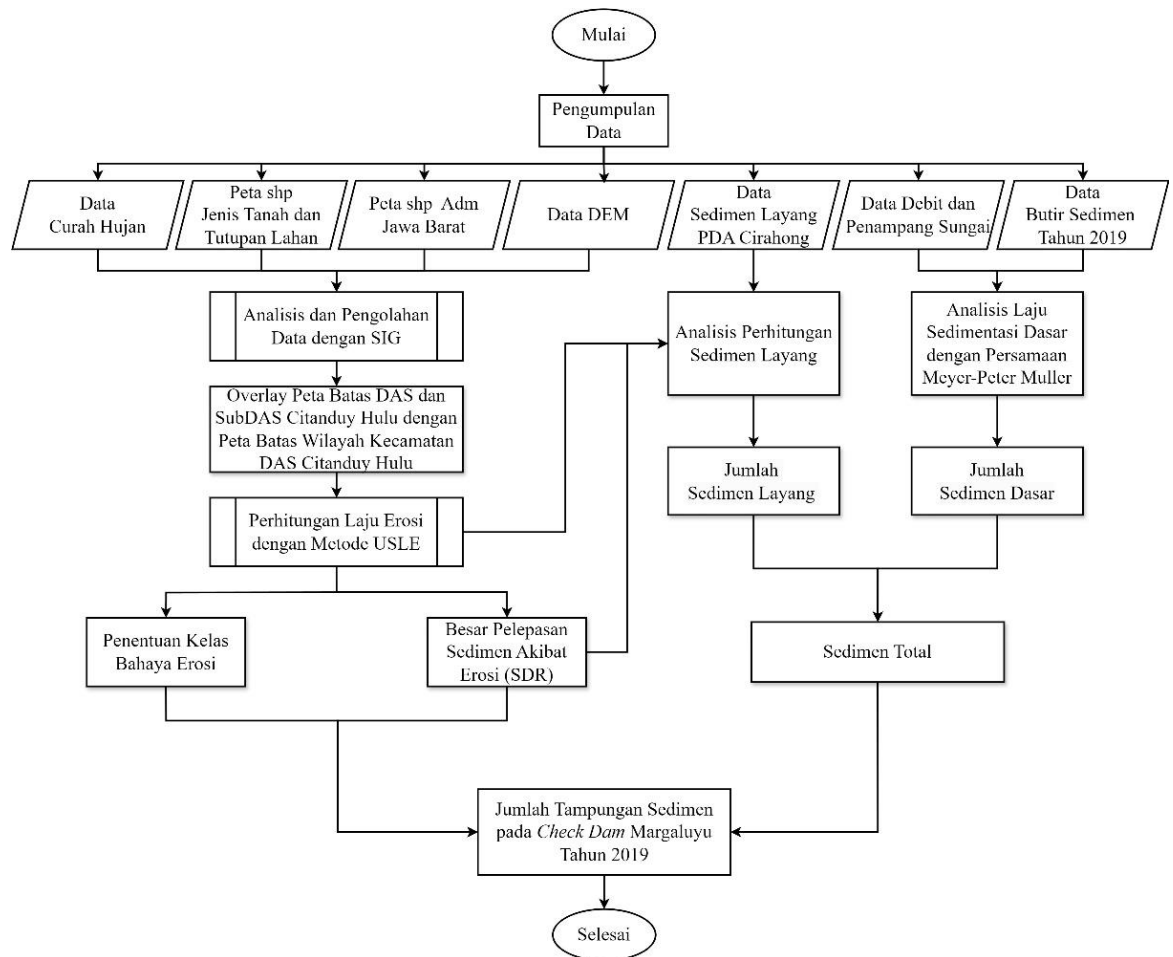 Mulai
Pengumpulan
Data
Data
Curah Hujan
Peta shp
Jenis Tanah dan
Tutupan Lahan
Peta shp Adm
Jawa Barat
Data DEM
Data
Sedimen Layang
PDA Cirahong
Data Debit dan
Penampang Sungai
Data
Butir Sedimen
Tahun 2019
Analisis dan Pengolahan
Data dengan SIG
Analisis Perhitungan
Sedimen Layang
Analisis Laju
Sedimentasi Dasar
dengan Persamaan
Meyer-Peter Muller
Overlay Peta Batas DAS dan
SubDAS Citanduy Hulu dengan
Peta Batas Wilayah Kecamatan
DAS Citanduy Hulu
Jumlah
Sedimen Layang
Jumlah
Sedimen Dasar
Perhitungan Laju Erosi
dengan Metode USLE
Penentuan Kelas
Bahaya Erosi
Besar Pelepasan
Sedimen Akibat
Erosi (SDR)
Sedimen Total
Jumlah Tampungan Sedimen
pada Check Dam Margaluyu
Tahun 2019
Selesai